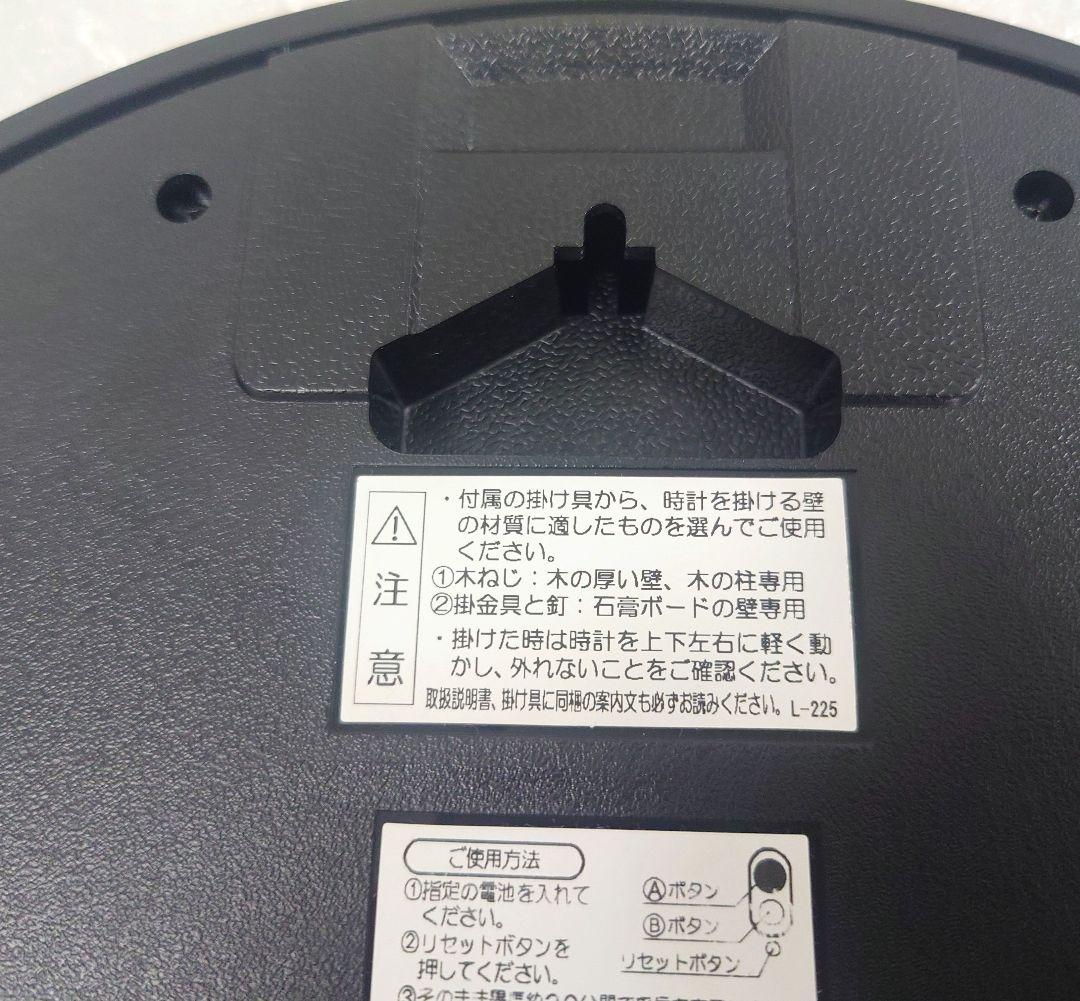 注意
・付属の掛け具から、時計を掛ける壁
の材質に適したものを選んでご使用
ください。
①木ねじ：木の厚い壁、木の柱専用
②掛金具と釘：石膏ボードの壁専用
・掛けた時は時計を上下左右に軽く動
かし、外れないことをご確認ください。
取扱説明書、掛け具に同梱の案内文も必ずお読みください。L-225
ご使用方法
①指定の電池を入れて
ください。
②リセットボタンを
押してください。
③そのまま
Ⓐボタン
Ⓑボタン
リセットボタン